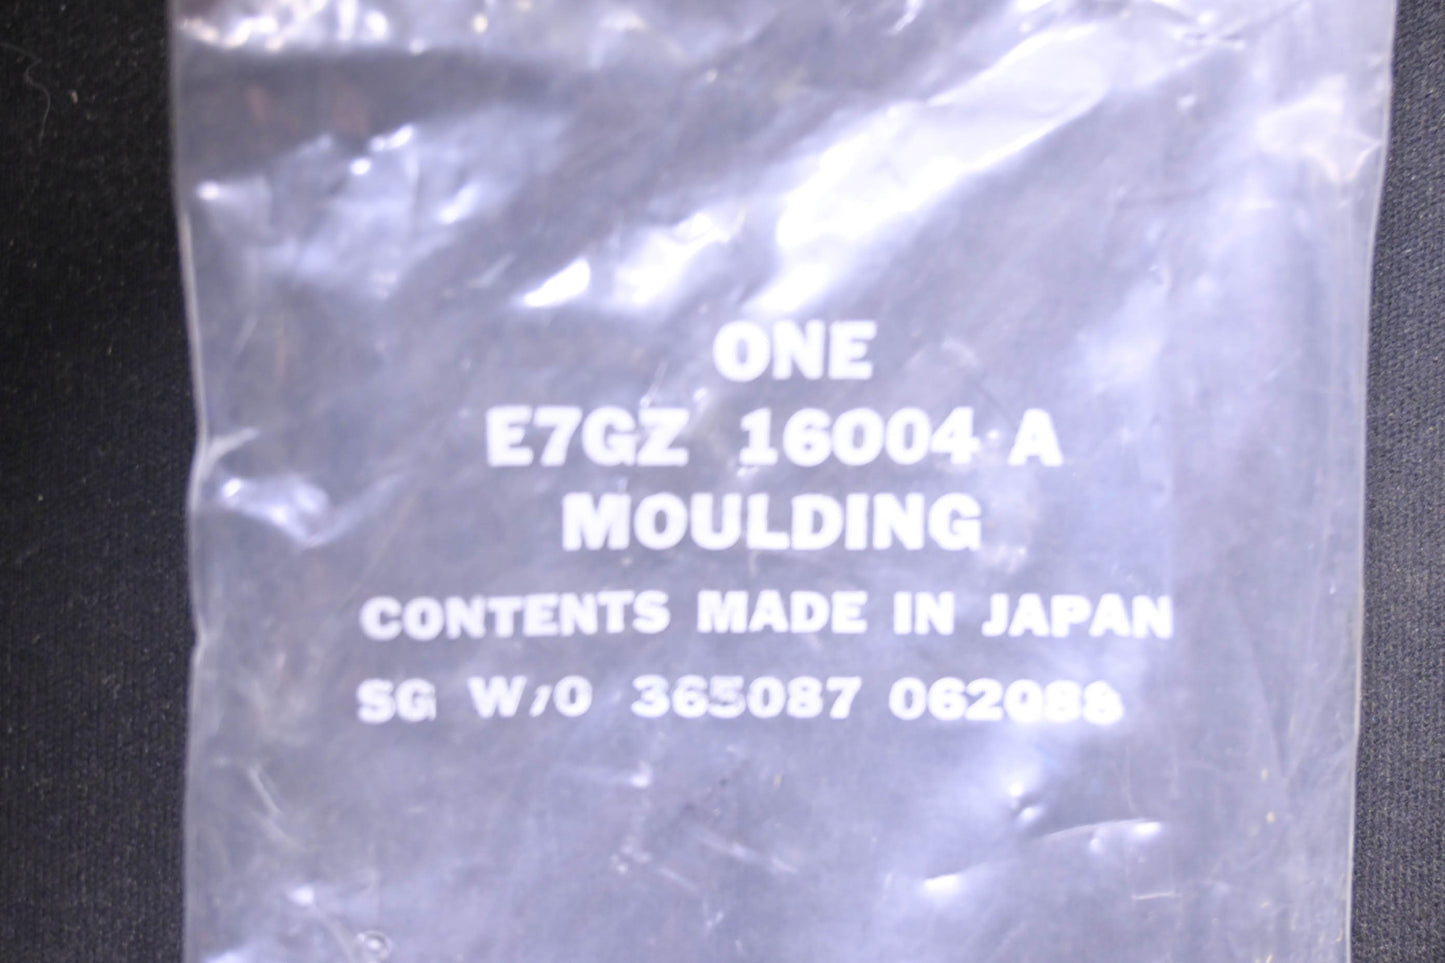 ONE
E7GZ 16004 A
MOULDING
CONTENTS MADE IN JAPAN
SG W/O 365087 062088